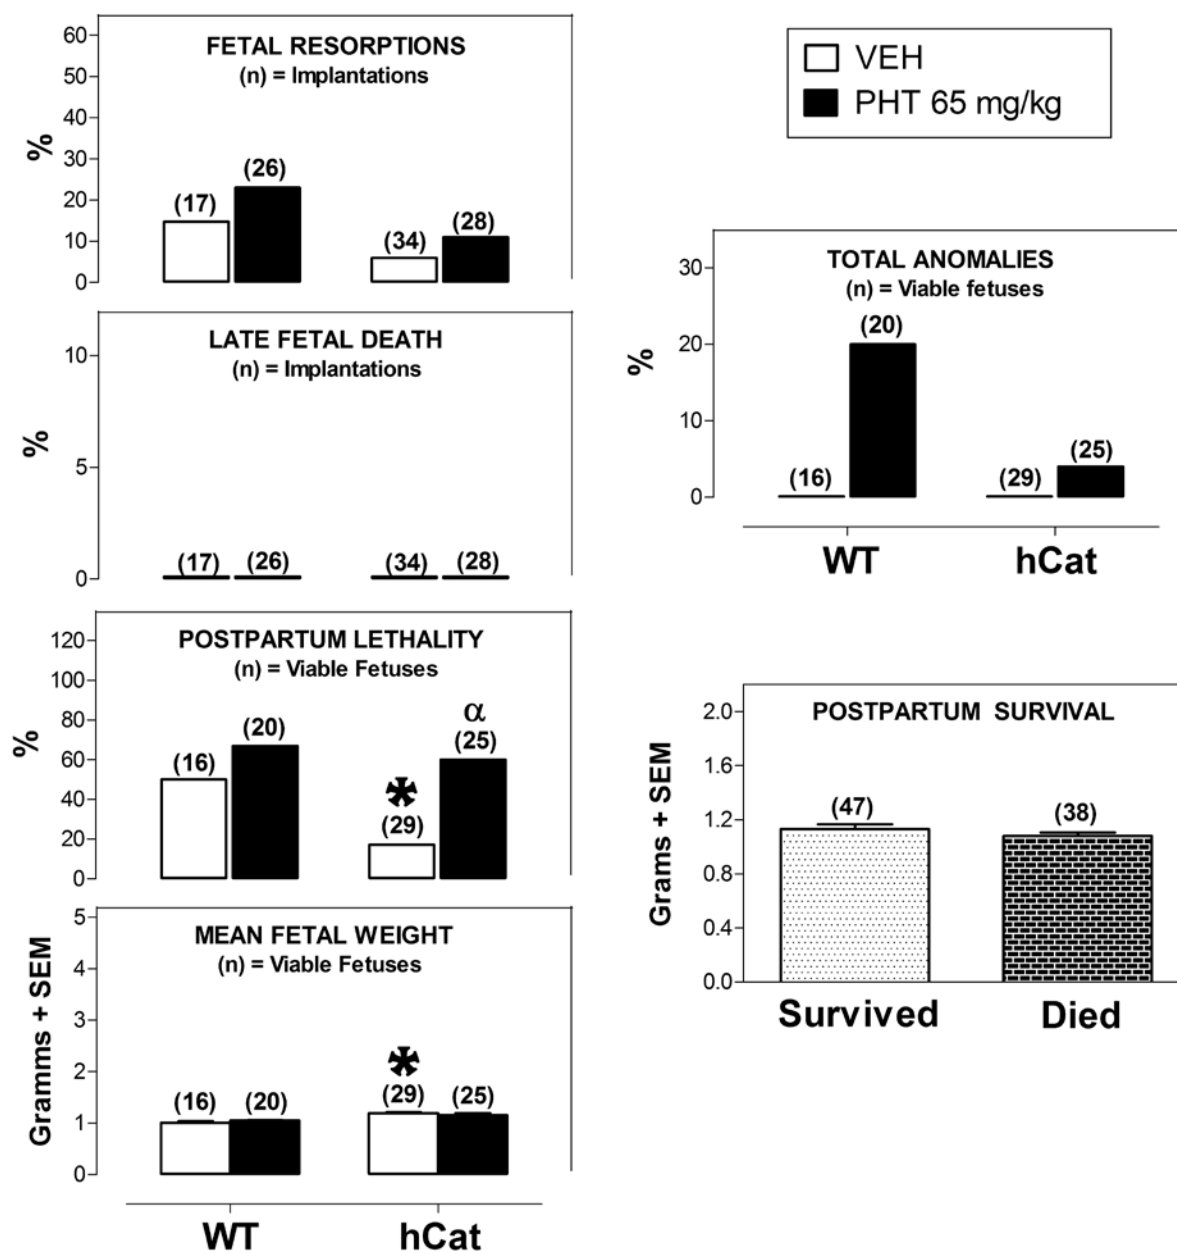 FETAL RESORPTIONS
(n) = Implantations
%
60
50
40
30
20
10
0
(17)
(26)
(34)
(28)
LATE FETAL DEATH
(n) = Implantations
%
10
5
0
(17)
(26)
(34)
(28)
POSTPARTUM LETHALITY
(n) = Viable Fetuses
%
120
100
80
60
40
20
0
(16)
(20)
(29)
α
(25)
MEAN FETAL WEIGHT
(n) = Viable Fetuses
Gramms + SEM
5
4
3
2
1
0
(16)
(20)
(29)
(25)
WT
hCat
VEH
PHT 65 mg/kg
TOTAL ANOMALIES
(n) = Viable fetuses
%
30
20
10
0
(16)
(20)
(29)
(25)
WT
hCat
POSTPARTUM SURVIVAL
Grams + SEM
2.0
1.6
1.2
0.8
0.4
0.0
(47)
(38)
Survived
Died